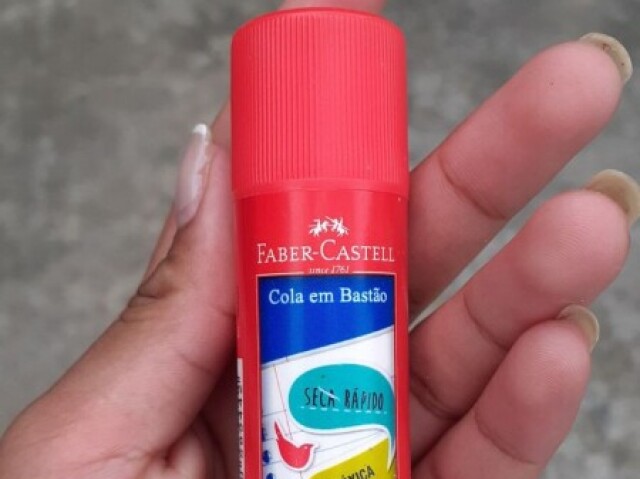 FABER-CASTELL
since 1761
Cola em Bastão
SECA RÁPIDO